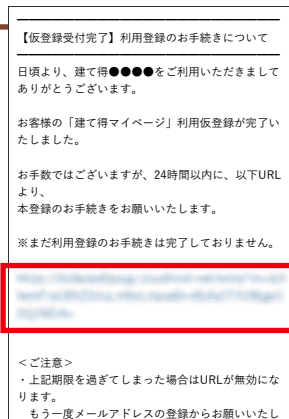 【仮登録受付完了】利用登録のお手続きについて
日頃より、建て得●●●●をご利用いただきまして
ありがとうございます。
お客様の「建て得マイページ」利用仮登録が完了い
たしました。
お手数ではございますが、24時間以内に、以下URL
より、
本登録のお手続きをお願いいたします。
※まだ利用登録のお手続きは完了しておりません。
＜ご注意＞
・上記期限を過ぎてしまった場合はURLが無効にな
ります。
もう一度メールアドレスの登録からお願いいたし